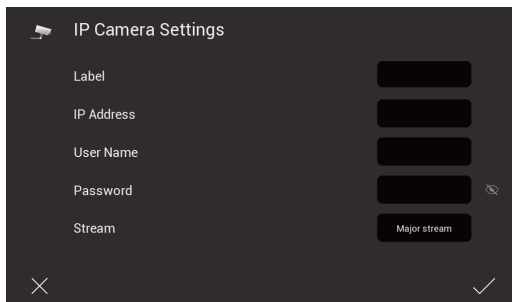 IP Camera Settings
Label
IP Address
User Name
Password
Stream Major stream